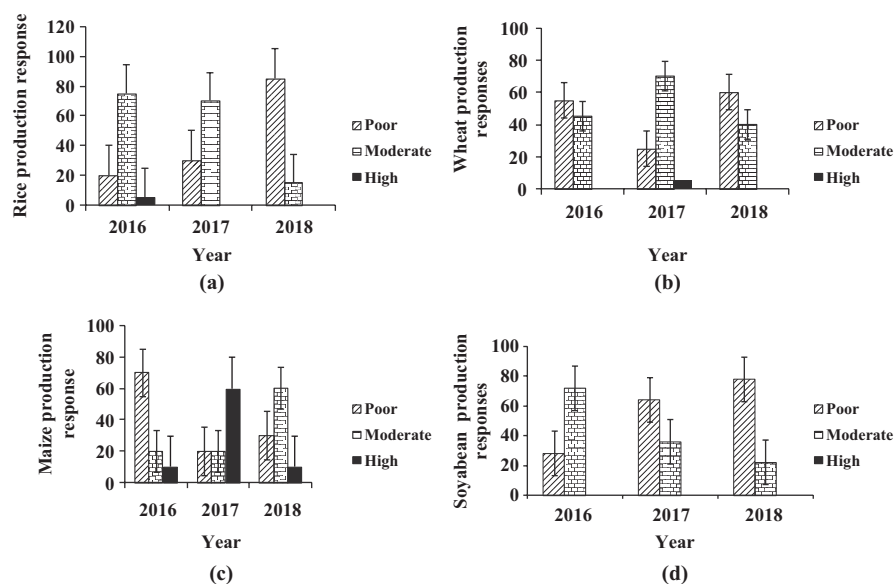 Rice production response
120
100
80
60
40
20
0
2016 2017 2018
Year
(a)
Poor
Moderate
High
Wheat production
responses
100
80
60
40
20
0
2016 2017 2018
Year
(b)
Poor
Moderate
High
Maize production
response
100
80
60
40
20
0
2016 2017 2018
Year
(c)
Poor
Moderate
High
Soyabean production
responses
100
80
60
40
20
0
2016 2017 2018
Year
(d)
Poor
Moderate
High